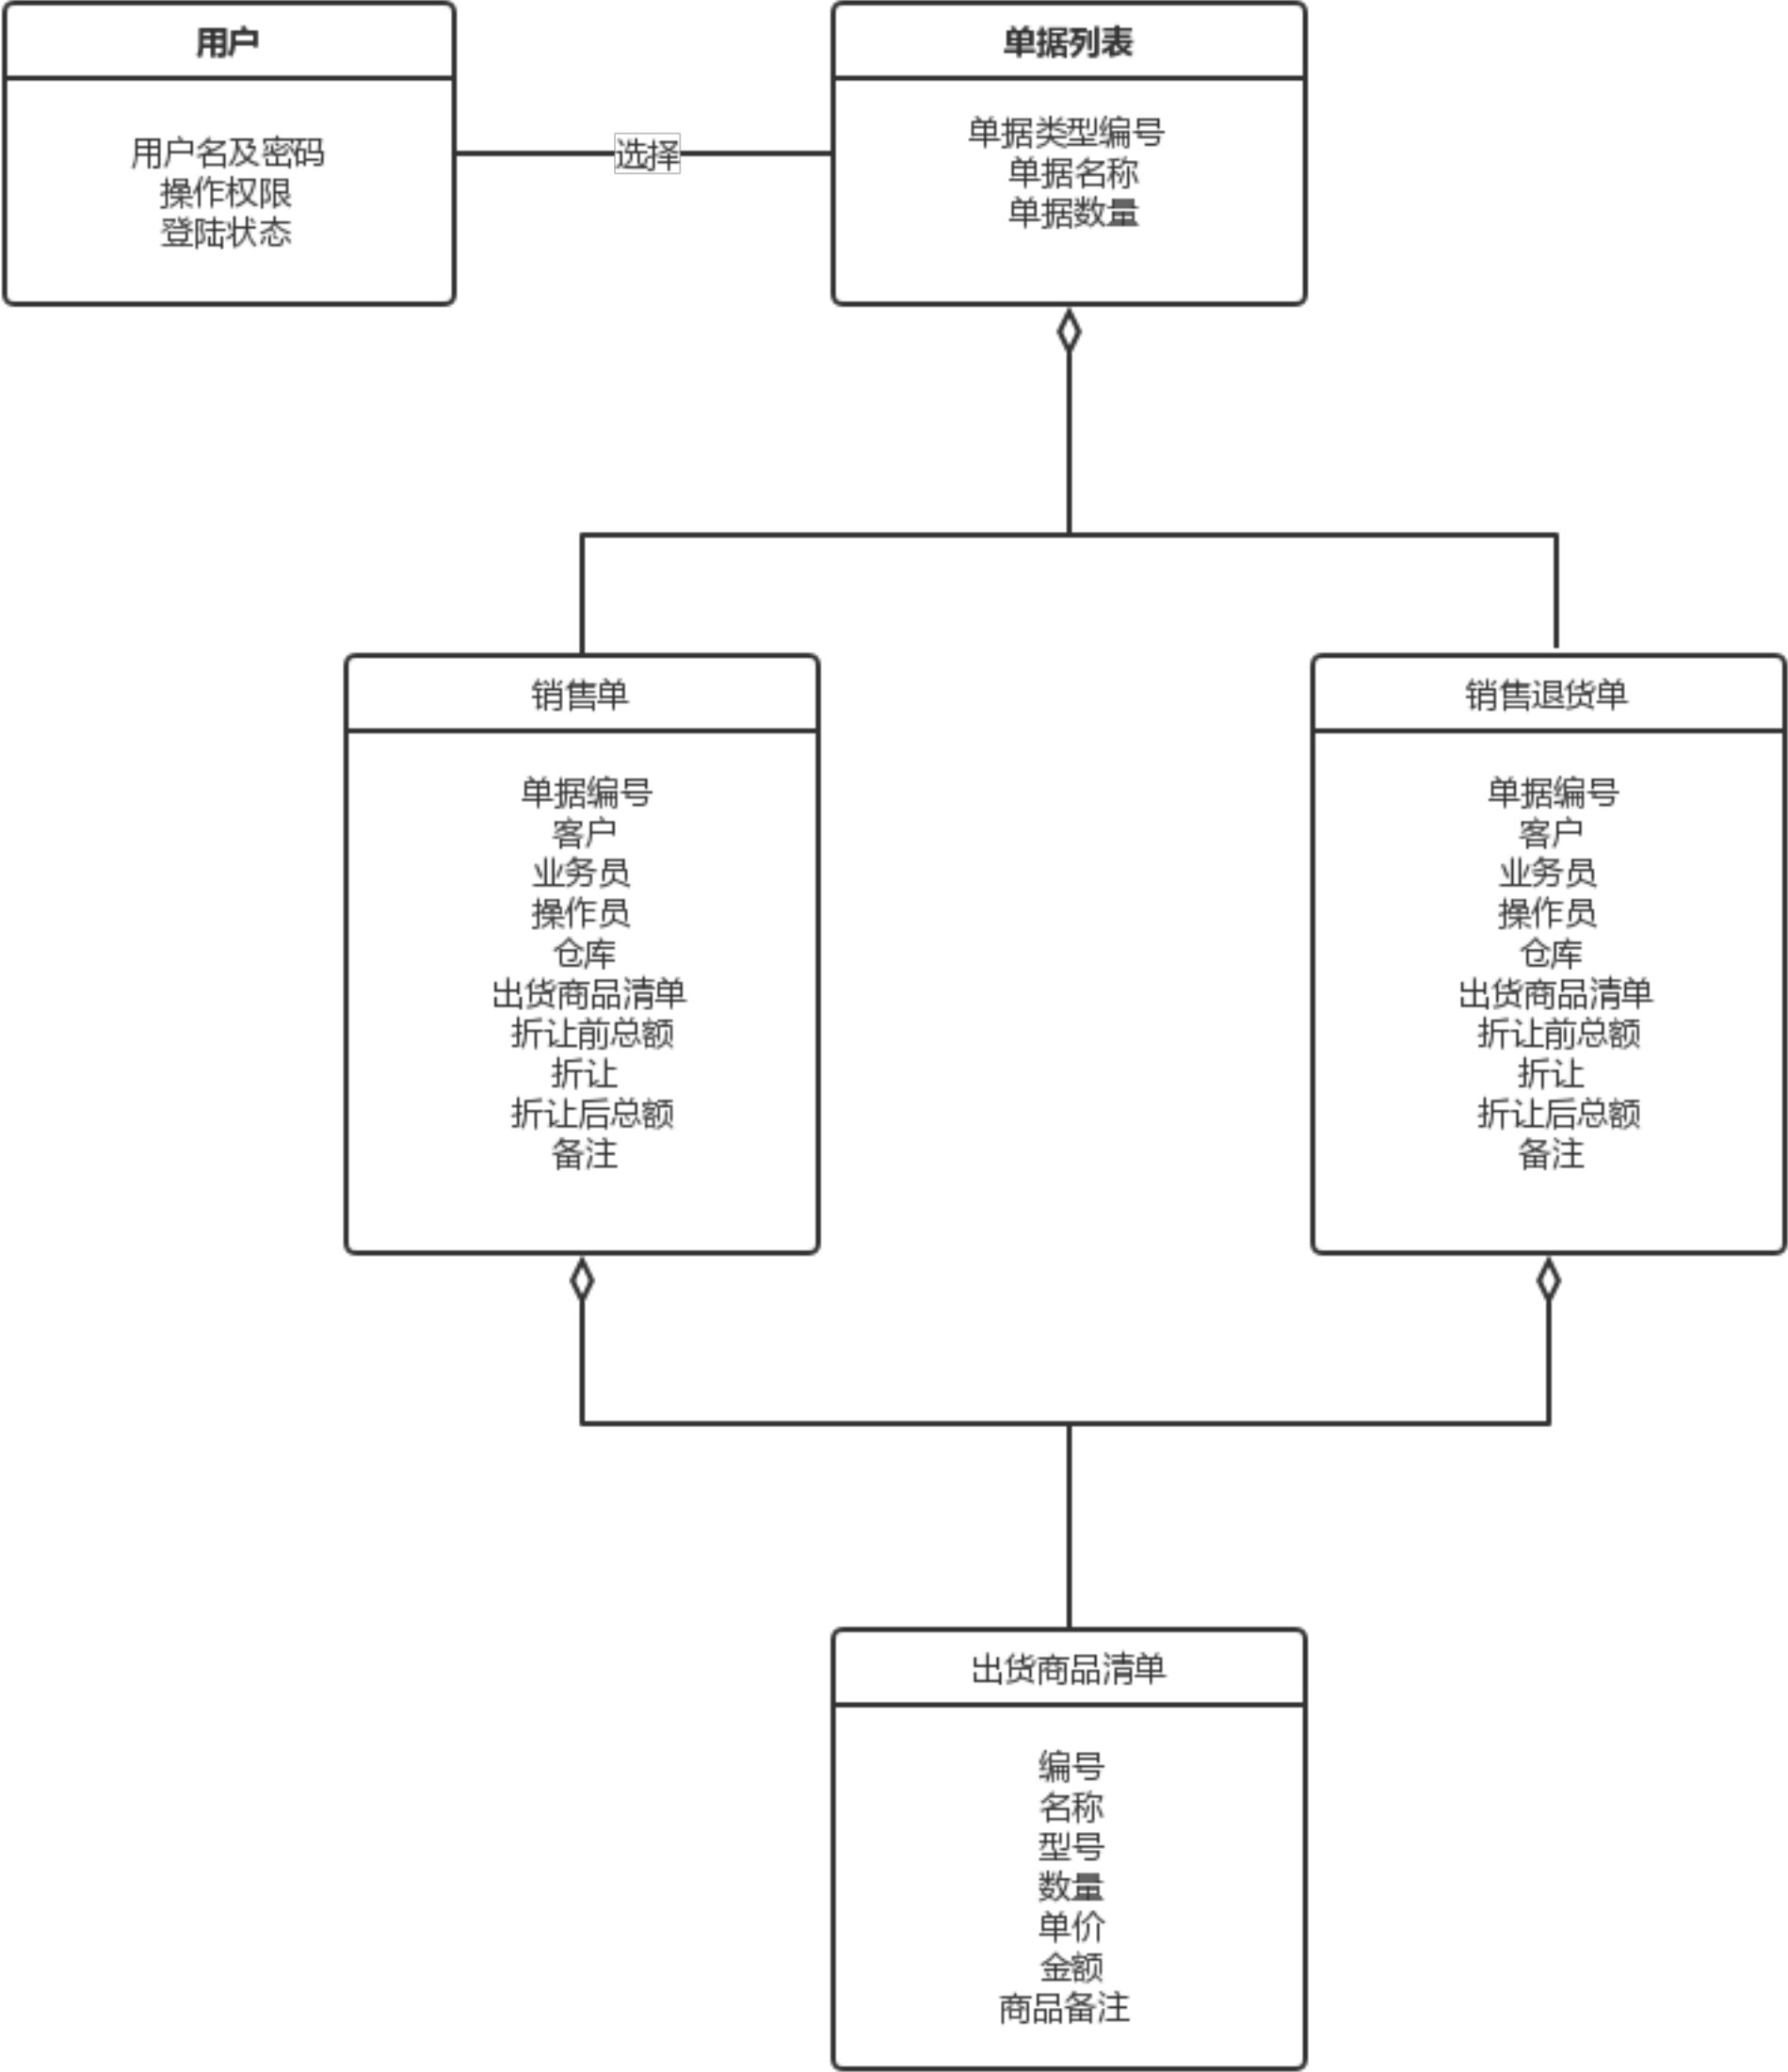 用户
用户名及密码
操作权限
登陆状态
选择
单据列表
单据类型编号
单据名称
单据数量
销售单
单据编号
客户
业务员
操作员
仓库
出货商品清单
折让前总额
折让
折让后总额
备注
销售退货单
单据编号
客户
业务员
操作员
仓库
出货商品清单
折让前总额
折让
折让后总额
备注
出货商品清单
编号
名称
型号
数量
单价
金额
商品备注